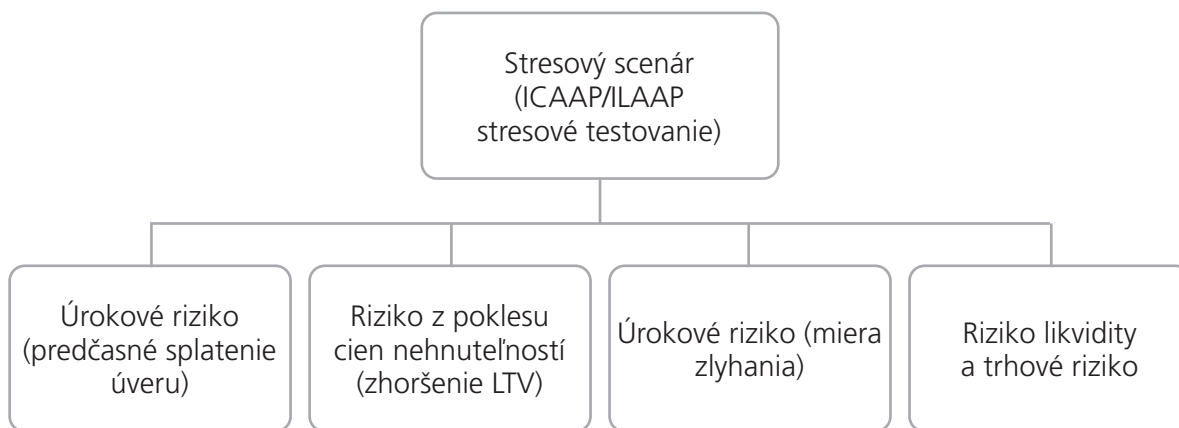 Stresový scenár
(ICAAP/ILAAP
stresové testovanie)
Úrokové riziko
(predčasné splatenie
úveru)
Riziko z poklesu
cien nehnuteľností
(zhoršenie LTV)
Úrokové riziko (miera
zlyhania)
Riziko likvidity
a trhové riziko